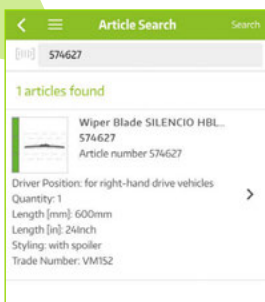 Article Search
Search
574627
1 articles found
Wiper Blade SILENCIO HBL..
574627
Article number 574627
Driver Position: for right-hand drive vehicles
Quantity: 1
Length [mm]: 600mm
Length [in]: 24Inch
Styling: with spoiler
Trade Number: VM152